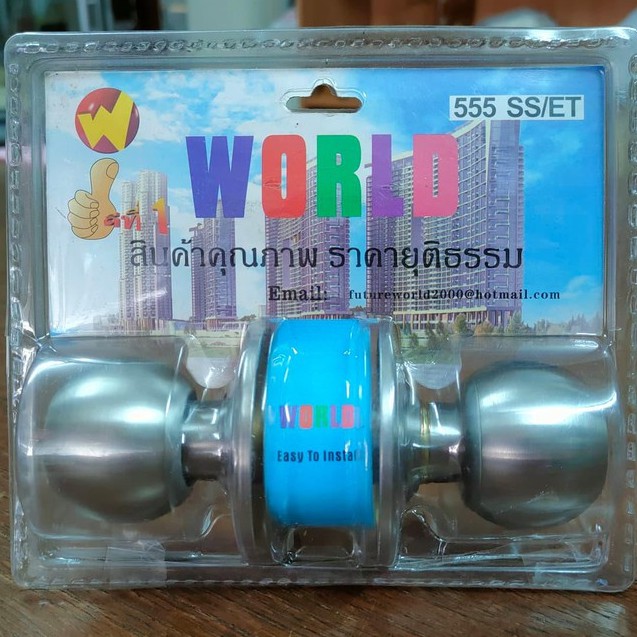 555 SS/ET
W
WORLD
ดีที่ 1
สินค้าคุณภาพ ราคายุติธรรม
Email: futureworld2000@hotmail.com
WORLD
Easy To Instal